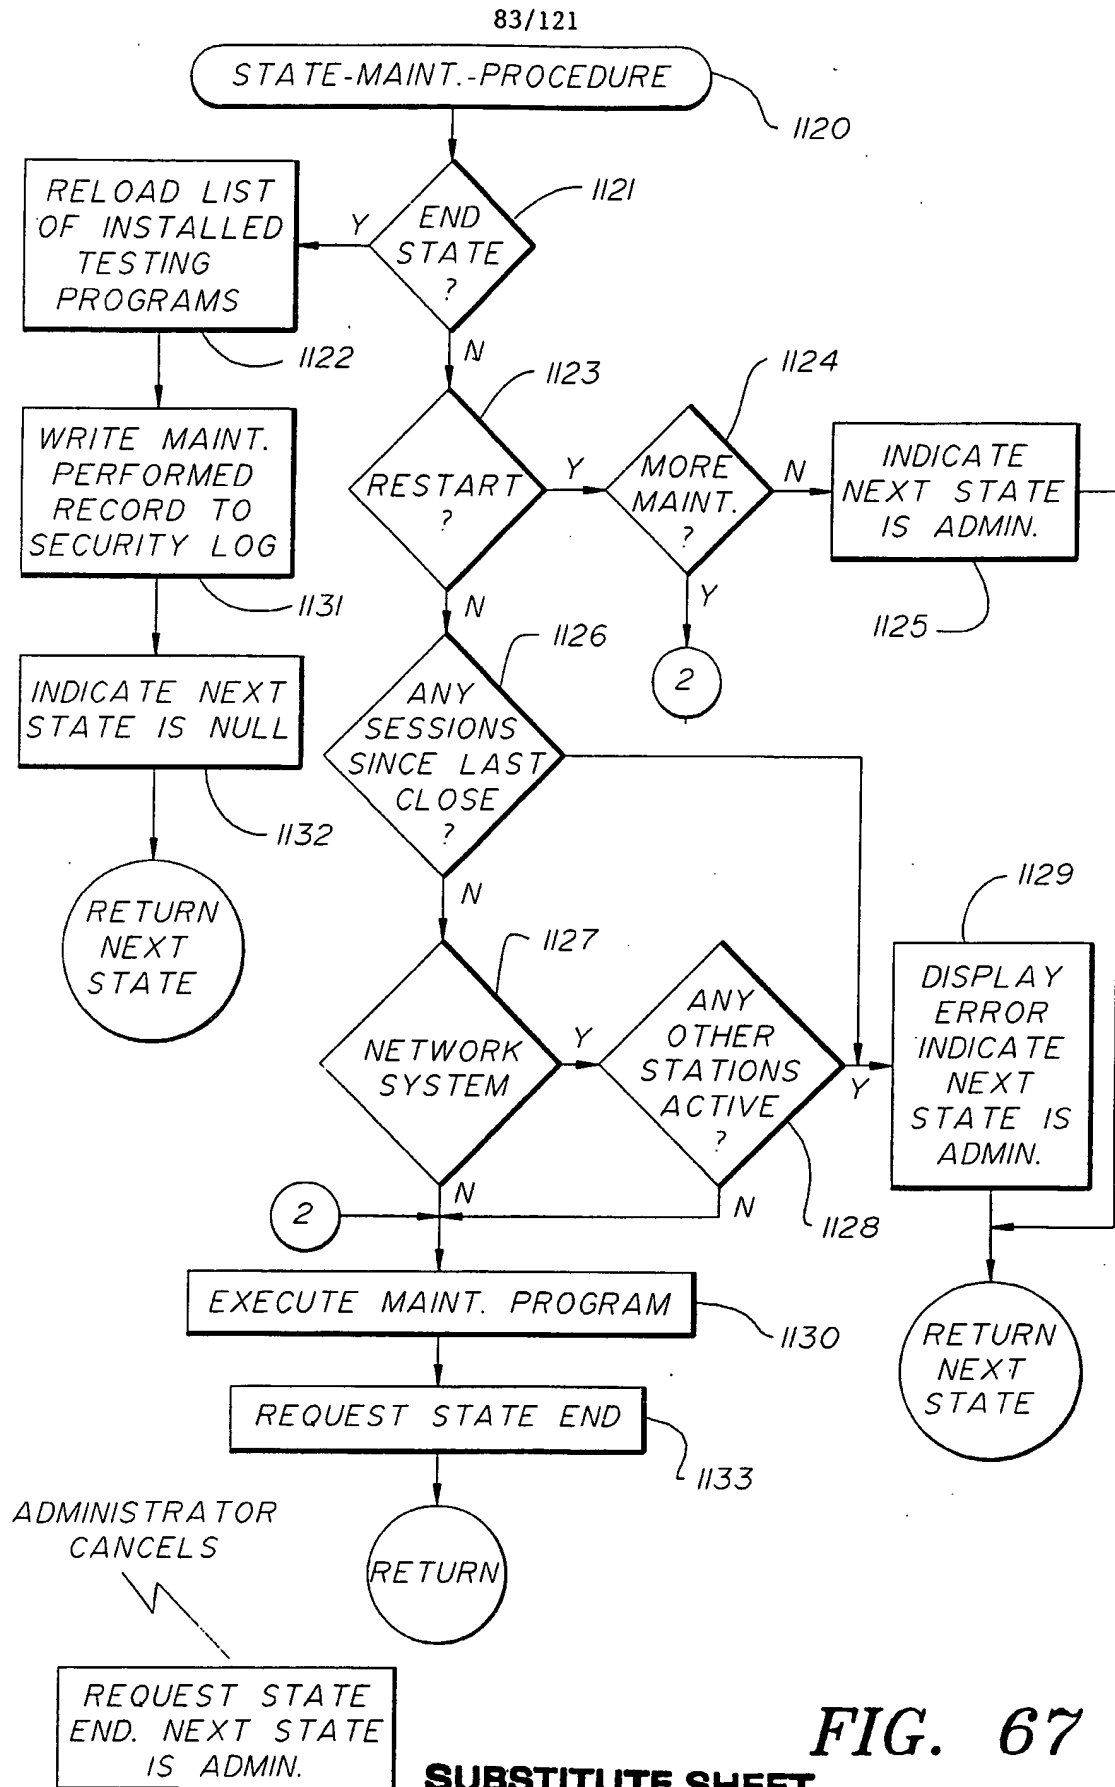 83/121
STATE-MAINT.-PROCEDURE
1120
RELOAD LIST
OF INSTALLED
TESTING
PROGRAMS
1122
Y
END
STATE
?
1121
N
WRITE MAINT.
PERFORMED
RECORD TO
SECURITY LOG
1131
RESTART
?
1123
Y
MORE
MAINT.
?
1124
N
INDICATE
NEXT STATE
IS ADMIN.
1125
N
Y
2
INDICATE NEXT
STATE IS NULL
1132
ANY
SESSIONS
SINCE LAST
CLOSE
?
1126
N
RETURN
NEXT
STATE
NETWORK
SYSTEM
1127
Y
ANY
OTHER
STATIONS
ACTIVE
?
1128
Y
DISPLAY
ERROR
INDICATE
NEXT
STATE IS
ADMIN.
1129
N
N
2
EXECUTE MAINT. PROGRAM
1130
RETURN
NEXT
STATE
REQUEST STATE END
1133
RETURN
ADMINISTRATOR
CANCELS
REQUEST STATE
END. NEXT STATE
IS ADMIN.
FIG. 67
SUBSTITUTE SHEET